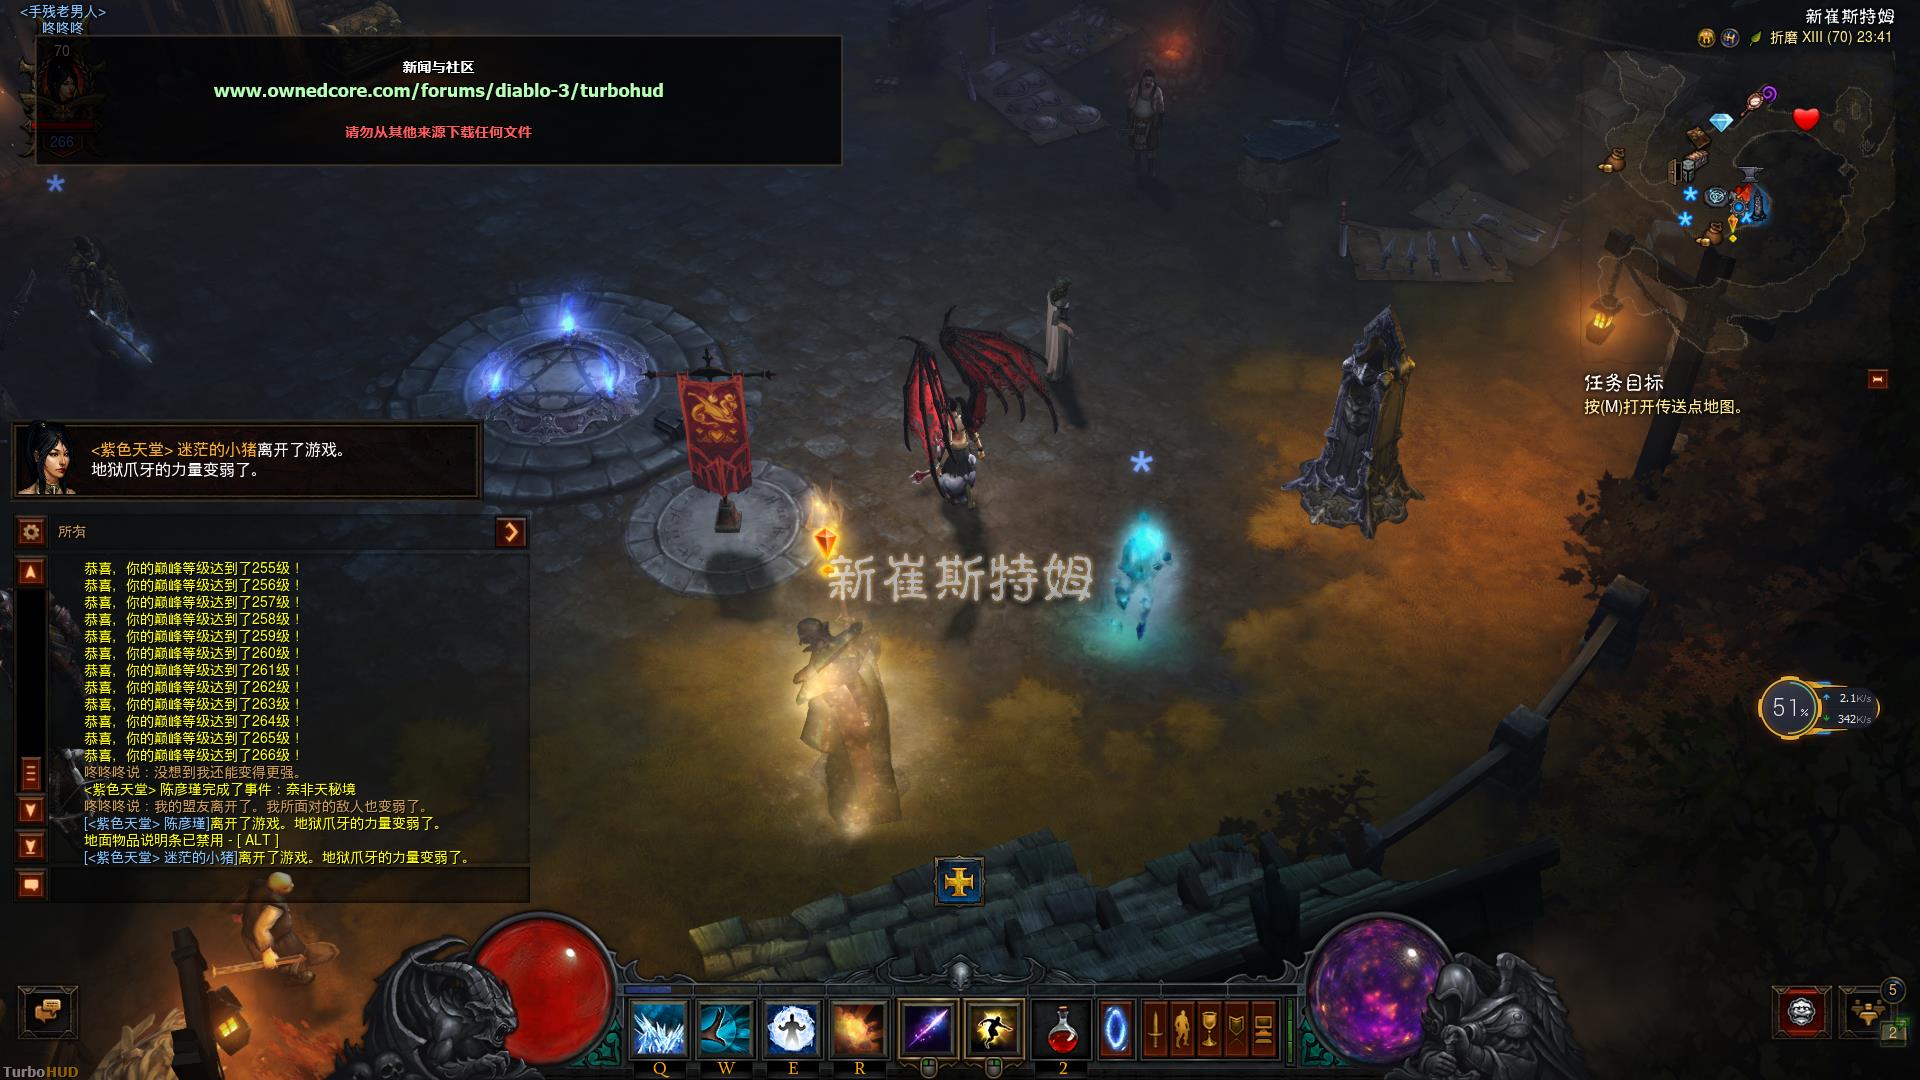 <手残老男人>
咚咚咚
70
266
新闻与社区
www.ownedcore.com/forums/diablo-3/turbohud
请勿从其他来源下载任何文件
新崔斯特姆
折磨 XIII (70) 23:41
任务目标
按(M)打开传送点地图。
<紫色天堂> 迷茫的小猪离开了游戏。
地狱爪牙的力量变弱了。
所有
恭喜，你的巅峰等级达到了255级！
恭喜，你的巅峰等级达到了256级！
恭喜，你的巅峰等级达到了257级！
恭喜，你的巅峰等级达到了258级！
恭喜，你的巅峰等级达到了259级！
恭喜，你的巅峰等级达到了260级！
恭喜，你的巅峰等级达到了261级！
恭喜，你的巅峰等级达到了262级！
恭喜，你的巅峰等级达到了263级！
恭喜，你的巅峰等级达到了264级！
恭喜，你的巅峰等级达到了265级！
恭喜，你的巅峰等级达到了266级！
咚咚咚说：没想到我还能变得更强。
<紫色天堂> 陈彦瑾完成了事件：奈非天秘境
咚咚咚说：我的盟友离开了。我所面对的敌人也变弱了。
[<紫色天堂> 陈彦瑾]离开了游戏。地狱爪牙的力量变弱了。
地面物品说明条已禁用 - [ ALT ]
[<紫色天堂> 迷茫的小猪]离开了游戏。地狱爪牙的力量变弱了。
新崔斯特姆
51%
2.1K/s
342K/s
Q W E R 2
5
2
TurboHUD